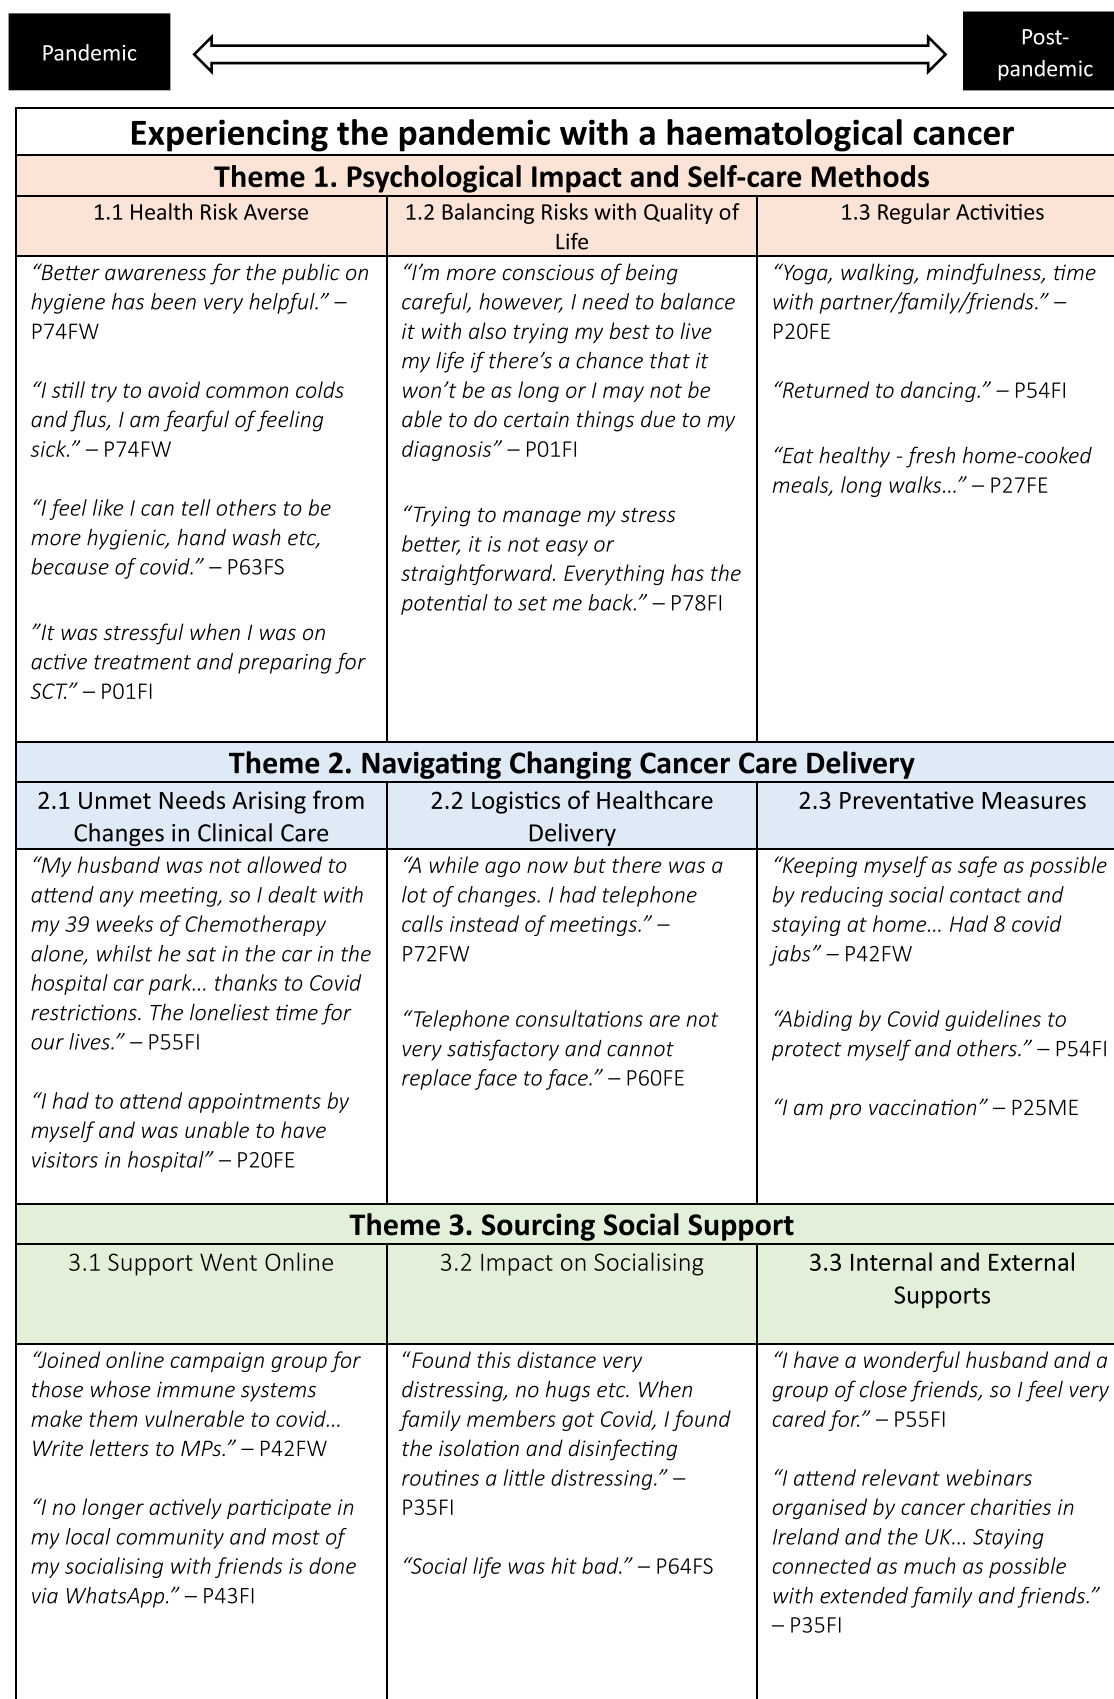 Pandemic
Post-
pandemic
Experiencing the pandemic with a haematological cancer
Theme 1. Psychological Impact and Self-care Methods
1.1 Health Risk Averse
1.2 Balancing Risks with Quality of
Life
1.3 Regular Activities
“Better awareness for the public on
hygiene has been very helpful.” –
P74FW
“I still try to avoid common colds
and flus, I am fearful of feeling
sick.” – P74FW
“I feel like I can tell others to be
more hygienic, hand wash etc,
because of covid.” – P63FS
”It was stressful when I was on
active treatment and preparing for
SCT.” – P01FI
“I’m more conscious of being
careful, however, I need to balance
it with also trying my best to live
my life if there’s a chance that it
won’t be as long or I may not be
able to do certain things due to my
diagnosis” – P01FI
“Trying to manage my stress
better, it is not easy or
straightforward. Everything has the
potential to set me back.” – P78FI
“Yoga, walking, mindfulness, time
with partner/family/friends.” –
P20FE
“Returned to dancing.” – P54FI
“Eat healthy - fresh home-cooked
meals, long walks…” – P27FE
Theme 2. Navigating Changing Cancer Care Delivery
2.1 Unmet Needs Arising from
Changes in Clinical Care
2.2 Logistics of Healthcare
Delivery
2.3 Preventative Measures
“My husband was not allowed to
attend any meeting, so I dealt with
my 39 weeks of Chemotherapy
alone, whilst he sat in the car in the
hospital car park… thanks to Covid
restrictions. The loneliest time for
our lives.” – P55FI
“I had to attend appointments by
myself and was unable to have
visitors in hospital” – P20FE
“A while ago now but there was a
lot of changes. I had telephone
calls instead of meetings.” –
P72FW
“Telephone consultations are not
very satisfactory and cannot
replace face to face.” – P60FE
“Keeping myself as safe as possible
by reducing social contact and
staying at home… Had 8 covid
jabs” – P42FW
“Abiding by Covid guidelines to
protect myself and others.” – P54FI
“I am pro vaccination” – P25ME
Theme 3. Sourcing Social Support
3.1 Support Went Online
3.2 Impact on Socialising
3.3 Internal and External
Supports
“Joined online campaign group for
those whose immune systems
make them vulnerable to covid…
Write letters to MPs.” – P42FW
“I no longer actively participate in
my local community and most of
my socialising with friends is done
via WhatsApp.” – P43FI
“Found this distance very
distressing, no hugs etc. When
family members got Covid, I found
the isolation and disinfecting
routines a little distressing.” –
P35FI
“Social life was hit bad.” – P64FS
“I have a wonderful husband and a
group of close friends, so I feel very
cared for.” – P55FI
“I attend relevant webinars
organised by cancer charities in
Ireland and the UK… Staying
connected as much as possible
with extended family and friends.”
– P35FI